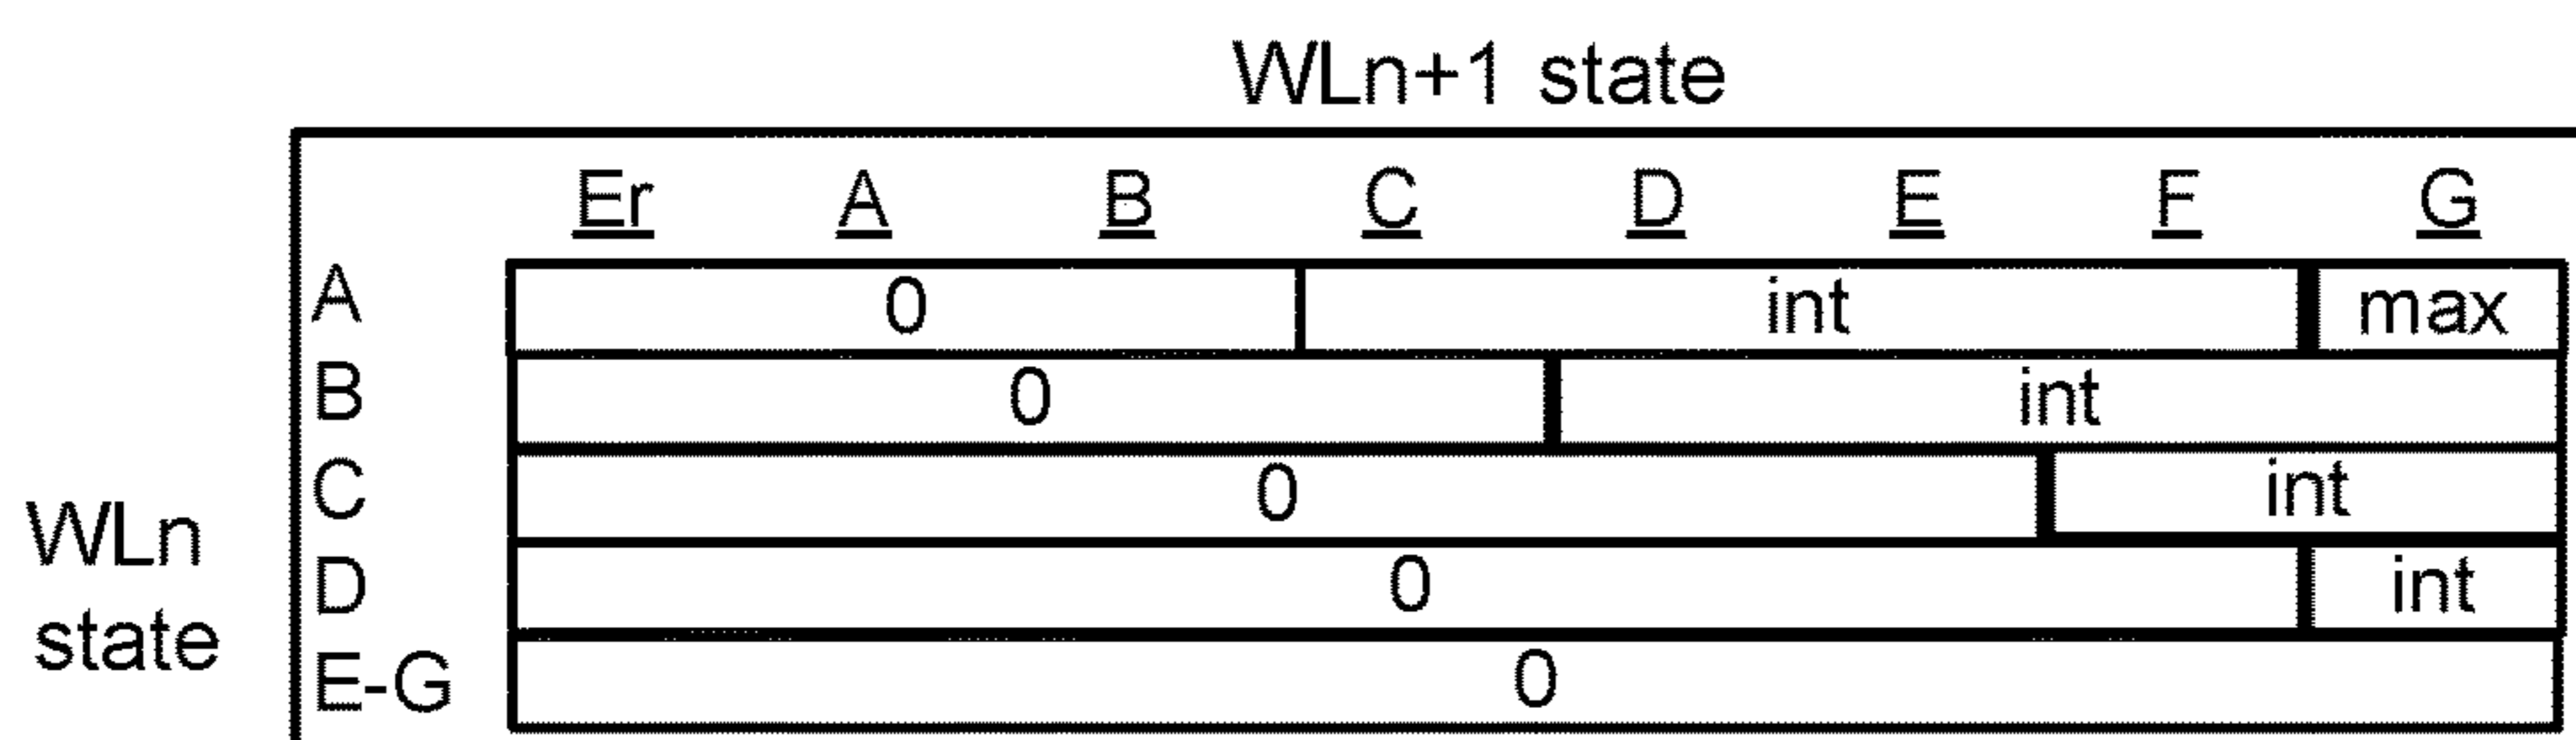 WLn+1 state
Er A B C D E F G
A 0 int max
B 0 int
C 0 int
WLn
D 0 int
state
E-G 0